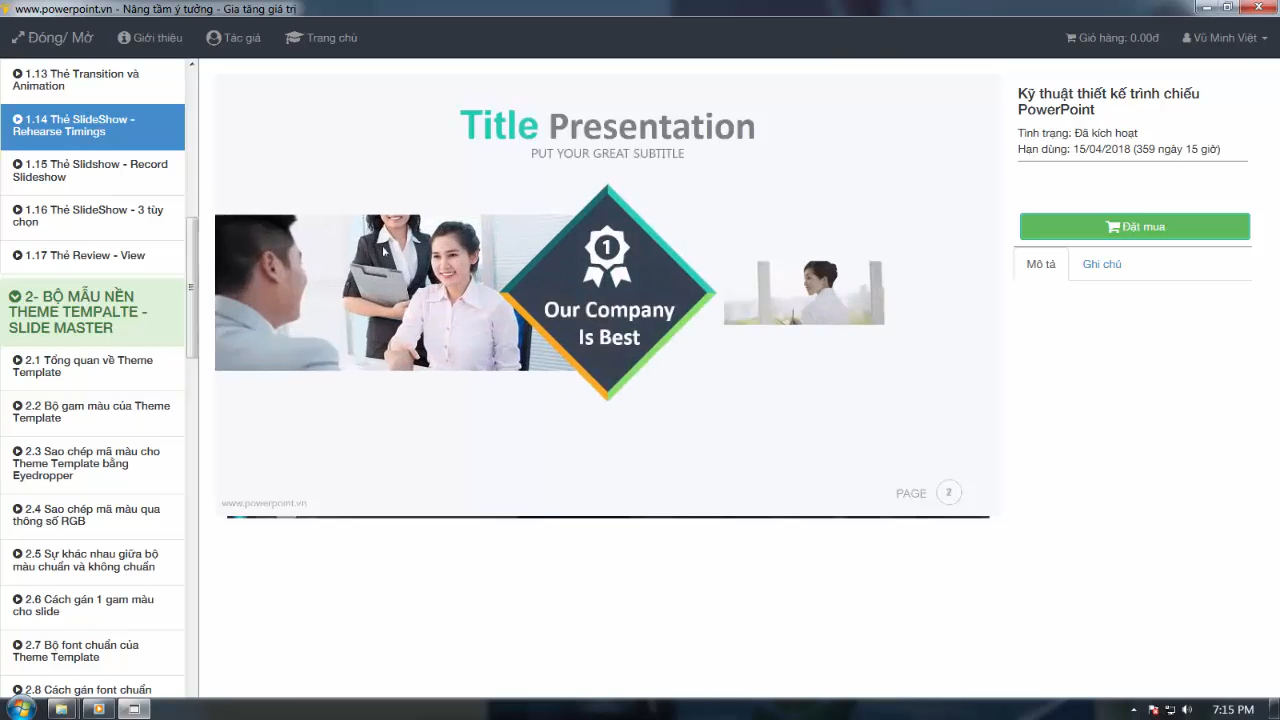 www.powerpoint.vn - Nâng tầm ý tưởng - Gia tăng giá trị
Đóng/ Mở
Giới thiệu
Tác giả
Trang chủ
Giỏ hàng: 0.00đ
Vũ Minh Việt
1.13 Thẻ Transition và
Animation
1.14 Thẻ SlideShow -
Rehearse Timings
1.15 Thẻ Slidshow - Record
Slideshow
1.16 Thẻ SlideShow - 3 tùy
chọn
1.17 Thẻ Review - View
2- BỘ MẪU NỀN
THEME TEMPALTE -
SLIDE MASTER
2.1 Tổng quan về Theme
Template
2.2 Bộ gam màu của Theme
Template
2.3 Sao chép mã màu cho
Theme Template bằng
Eyedropper
2.4 Sao chép mã màu qua
thông số RGB
2.5 Sự khác nhau giữa bộ
màu chuẩn và không chuẩn
2.6 Cách gán 1 gam màu
cho slide
2.7 Bộ font chuẩn của
Theme Template
2.8 Cách gán font chuẩn
Title Presentation
PUT YOUR GREAT SUBTITLE
1
Our Company
Is Best
www.powerpoint.vn
PAGE 2
Kỹ thuật thiết kế trình chiếu
PowerPoint
Tình trạng: Đã kích hoạt
Hạn dùng: 15/04/2018 (359 ngày 15 giờ)
Đặt mua
Mô tả
Ghi chú
7:15 PM